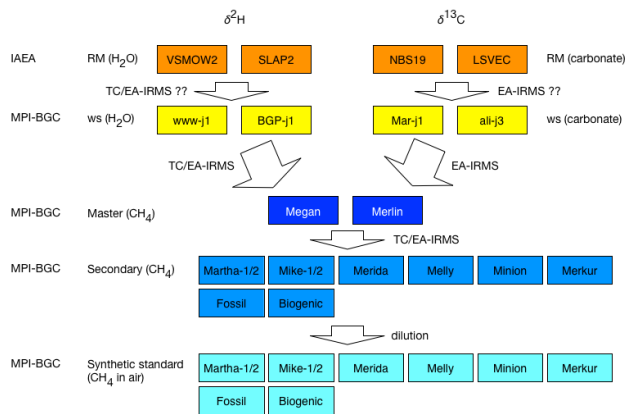 δ²H δ¹³C
IAEA RM (H₂O) VSMOW2 SLAP2 NBS19 LSVEC RM (carbonate)
TC/EA-IRMS ?? EA-IRMS ??
MPI-BGC ws (H₂O) www-j1 BGP-j1 Mar-j1 ali-j3 ws (carbonate)
TC/EA-IRMS EA-IRMS
MPI-BGC Master (CH₄) Megan Merlin
TC/EA-IRMS
MPI-BGC Secondary (CH₄) Martha-1/2 Mike-1/2 Merida Melly Minion Merkur
Fossil Biogenic
dilution
MPI-BGC Synthetic standard Martha-1/2 Mike-1/2 Merida Melly Minion Merkur
(CH₄ in air)
Fossil Biogenic